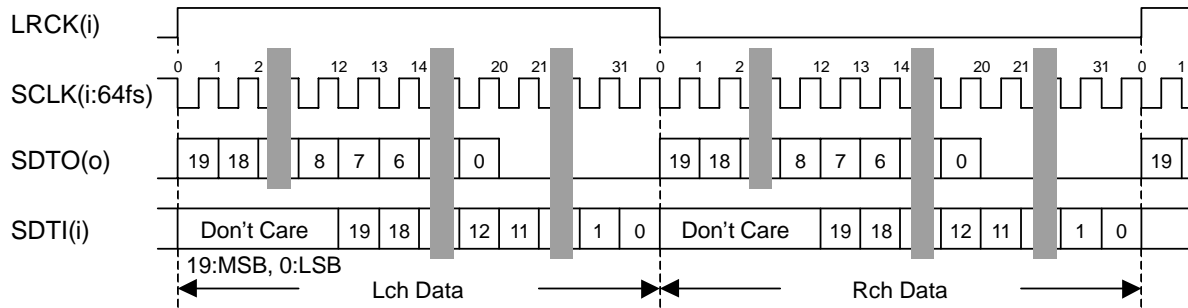 LRCK(i)
0 1 2 12 13 14 20 21 31 0 1 2 12 13 14 20 21 31 0 1
SCLK(i:64fs)
SDTO(o) 19 18 8 7 6 0 19 18 8 7 6 0 19
SDTI(i) Don't Care 19 18 12 11 1 0 Don't Care 19 18 12 11 1 0
19:MSB, 0:LSB
Lch Data Rch Data